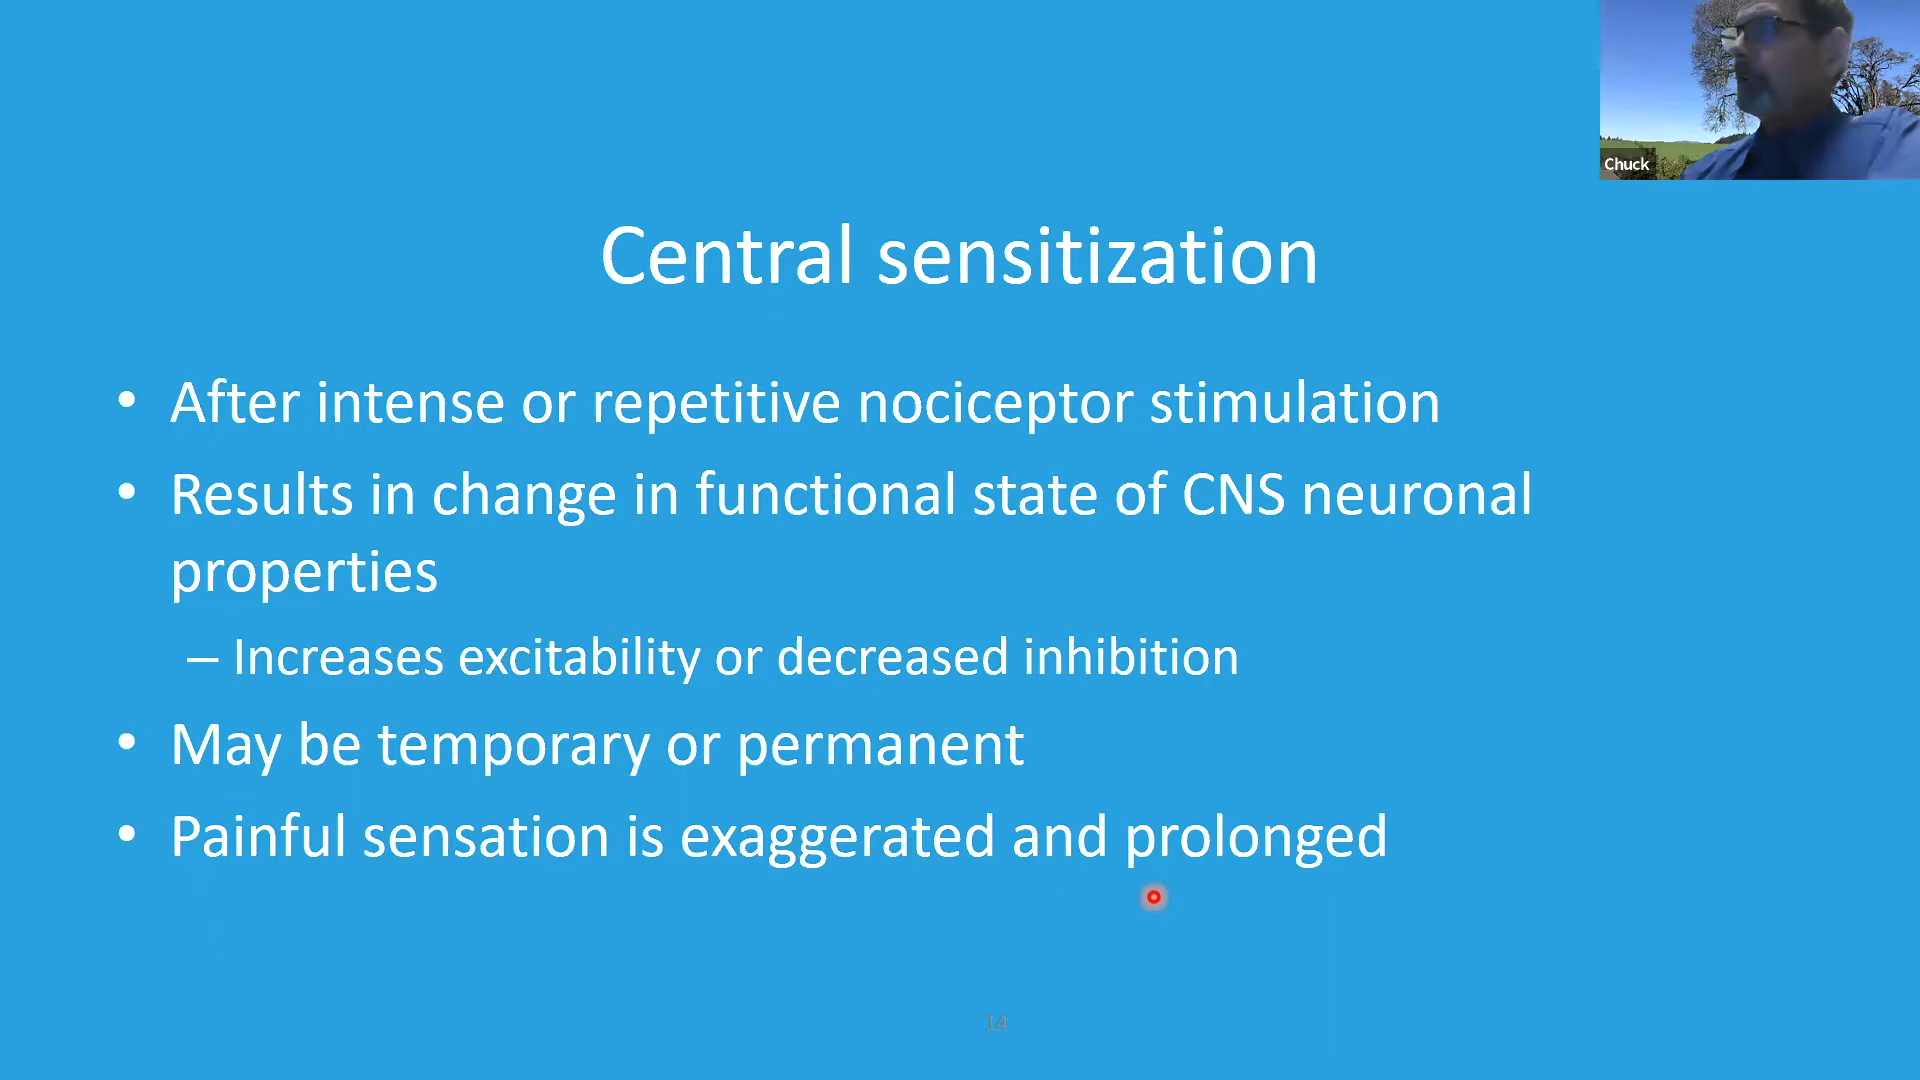 Chuck
Central sensitization
• After intense or repetitive nociceptor stimulation
• Results in change in functional state of CNS neuronal
properties
– Increases excitability or decreased inhibition
• May be temporary or permanent
• Painful sensation is exaggerated and prolonged
14